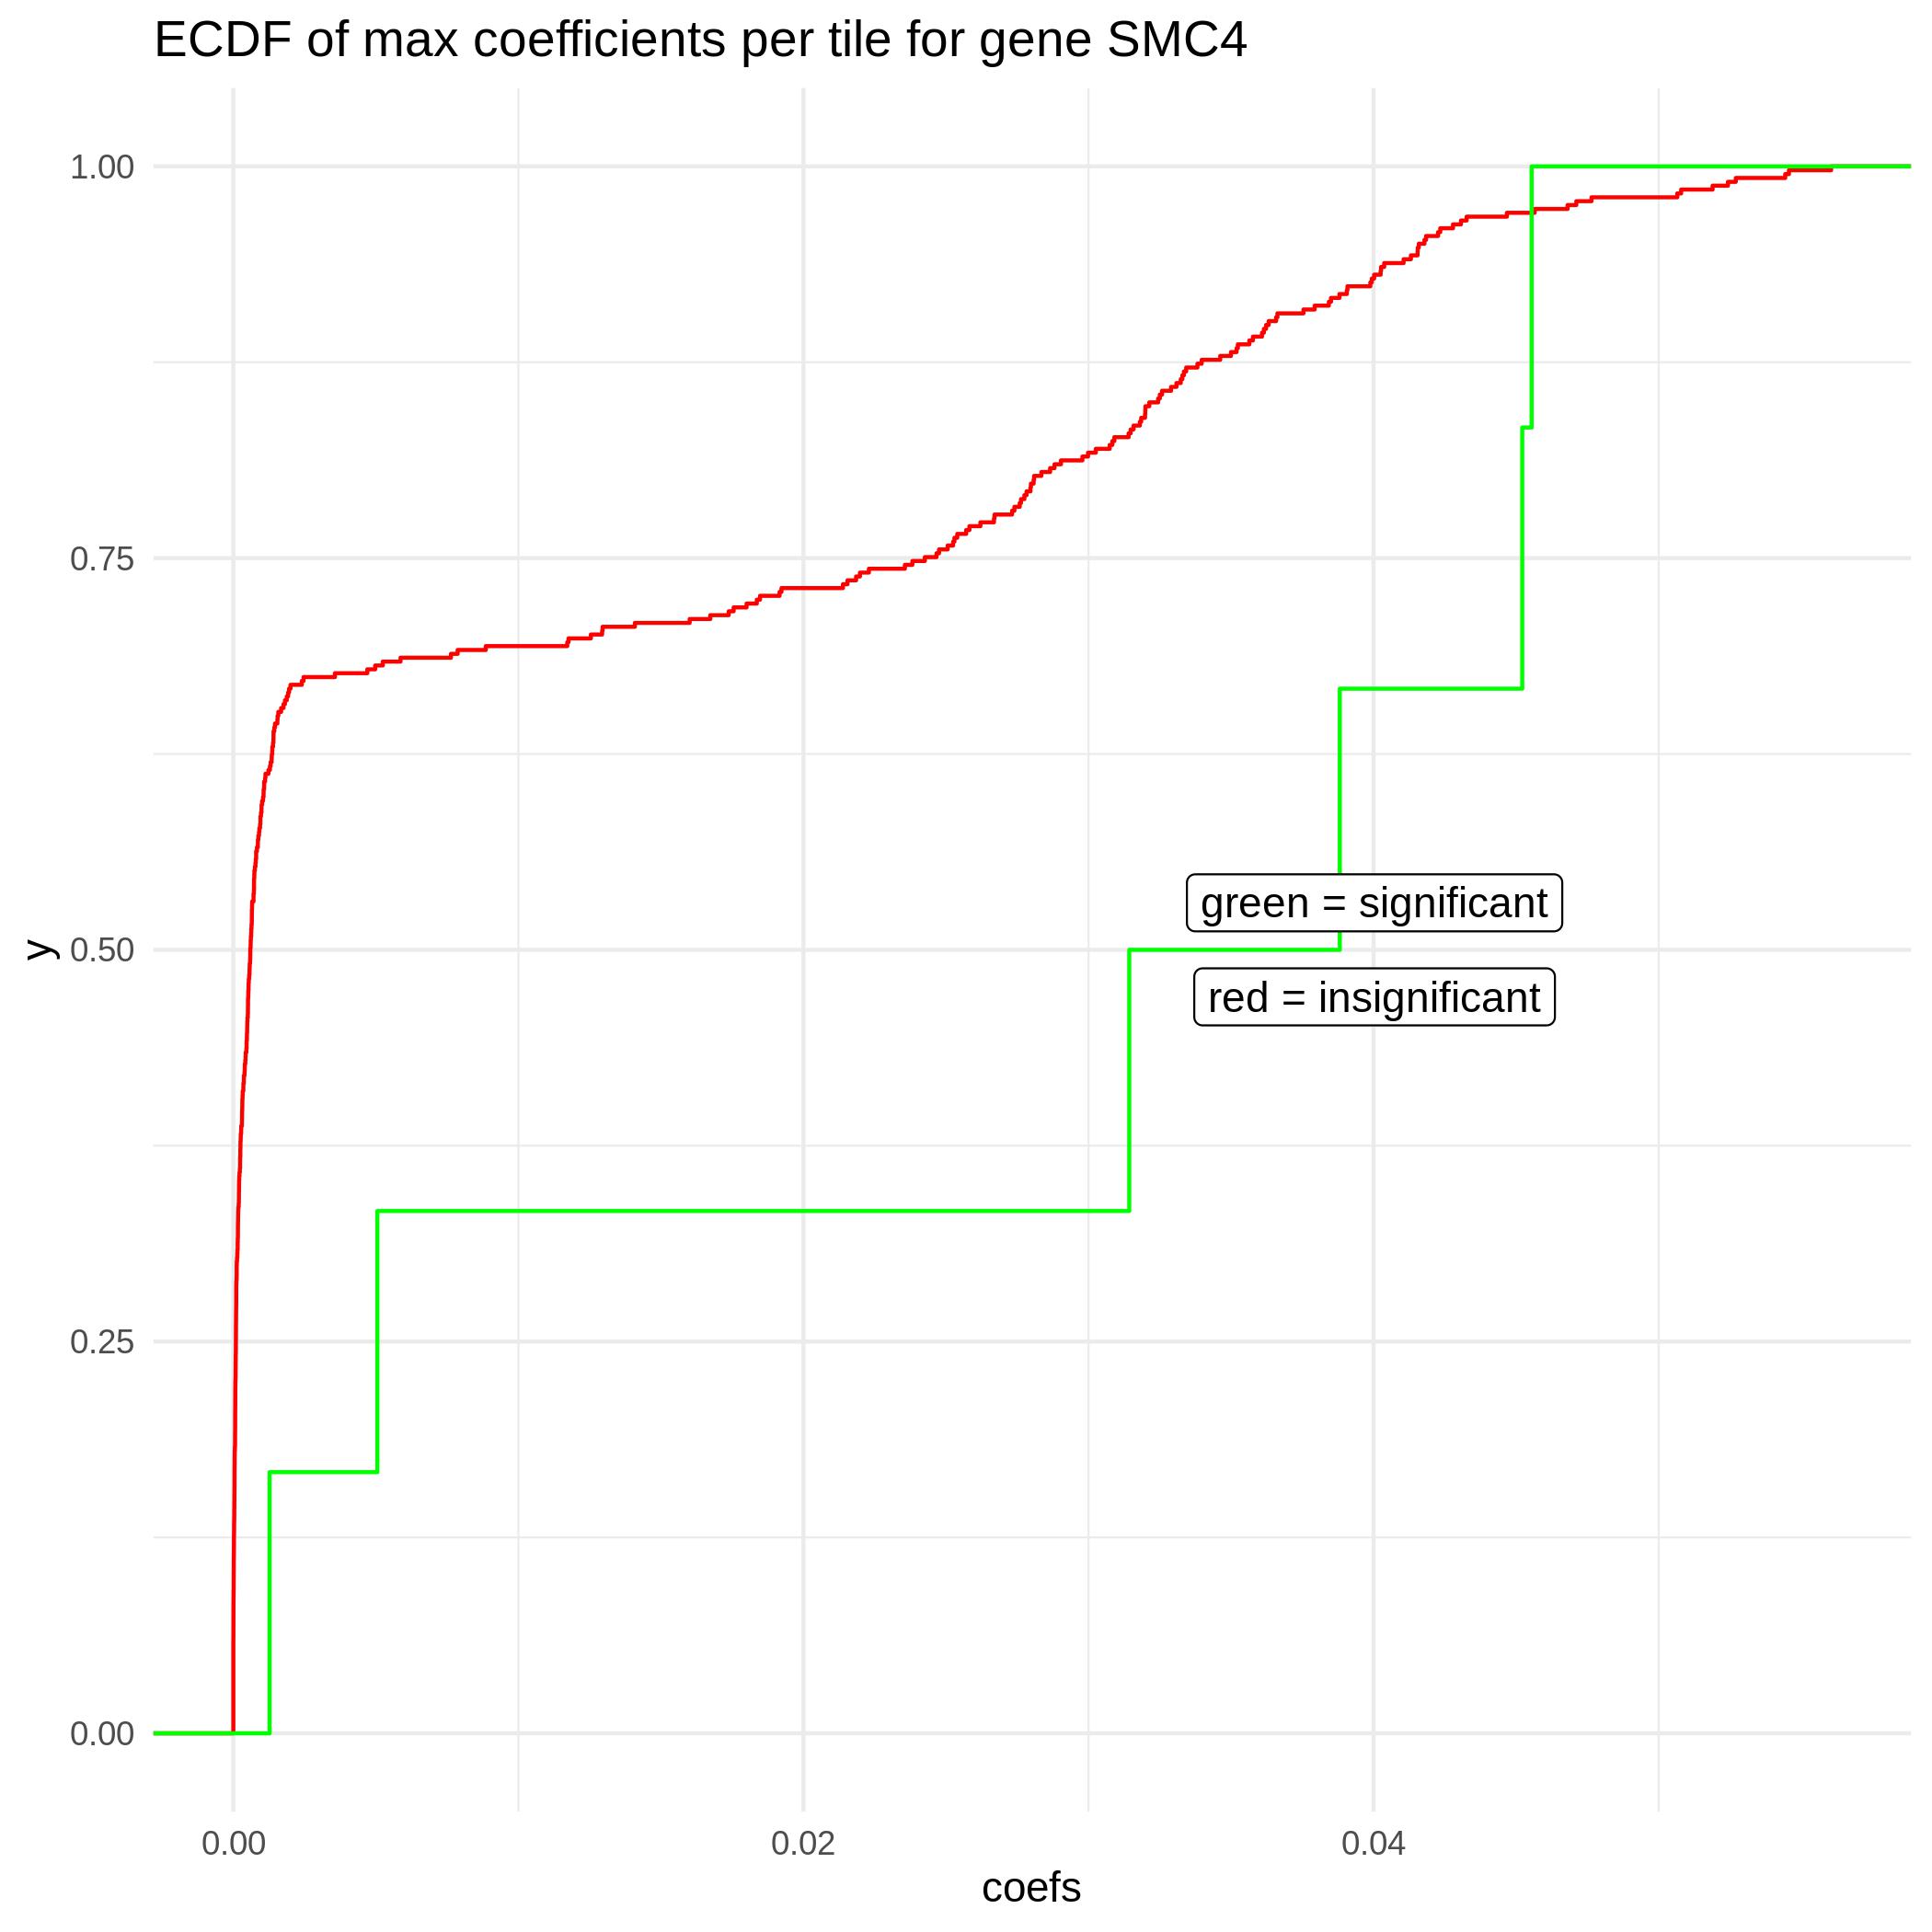 ECDF of max coefficients per tile for gene SMC4
1.00
0.75
0.50
0.25
0.00
y
green = significant
red = insignificant
0.00
0.02
0.04
coefs